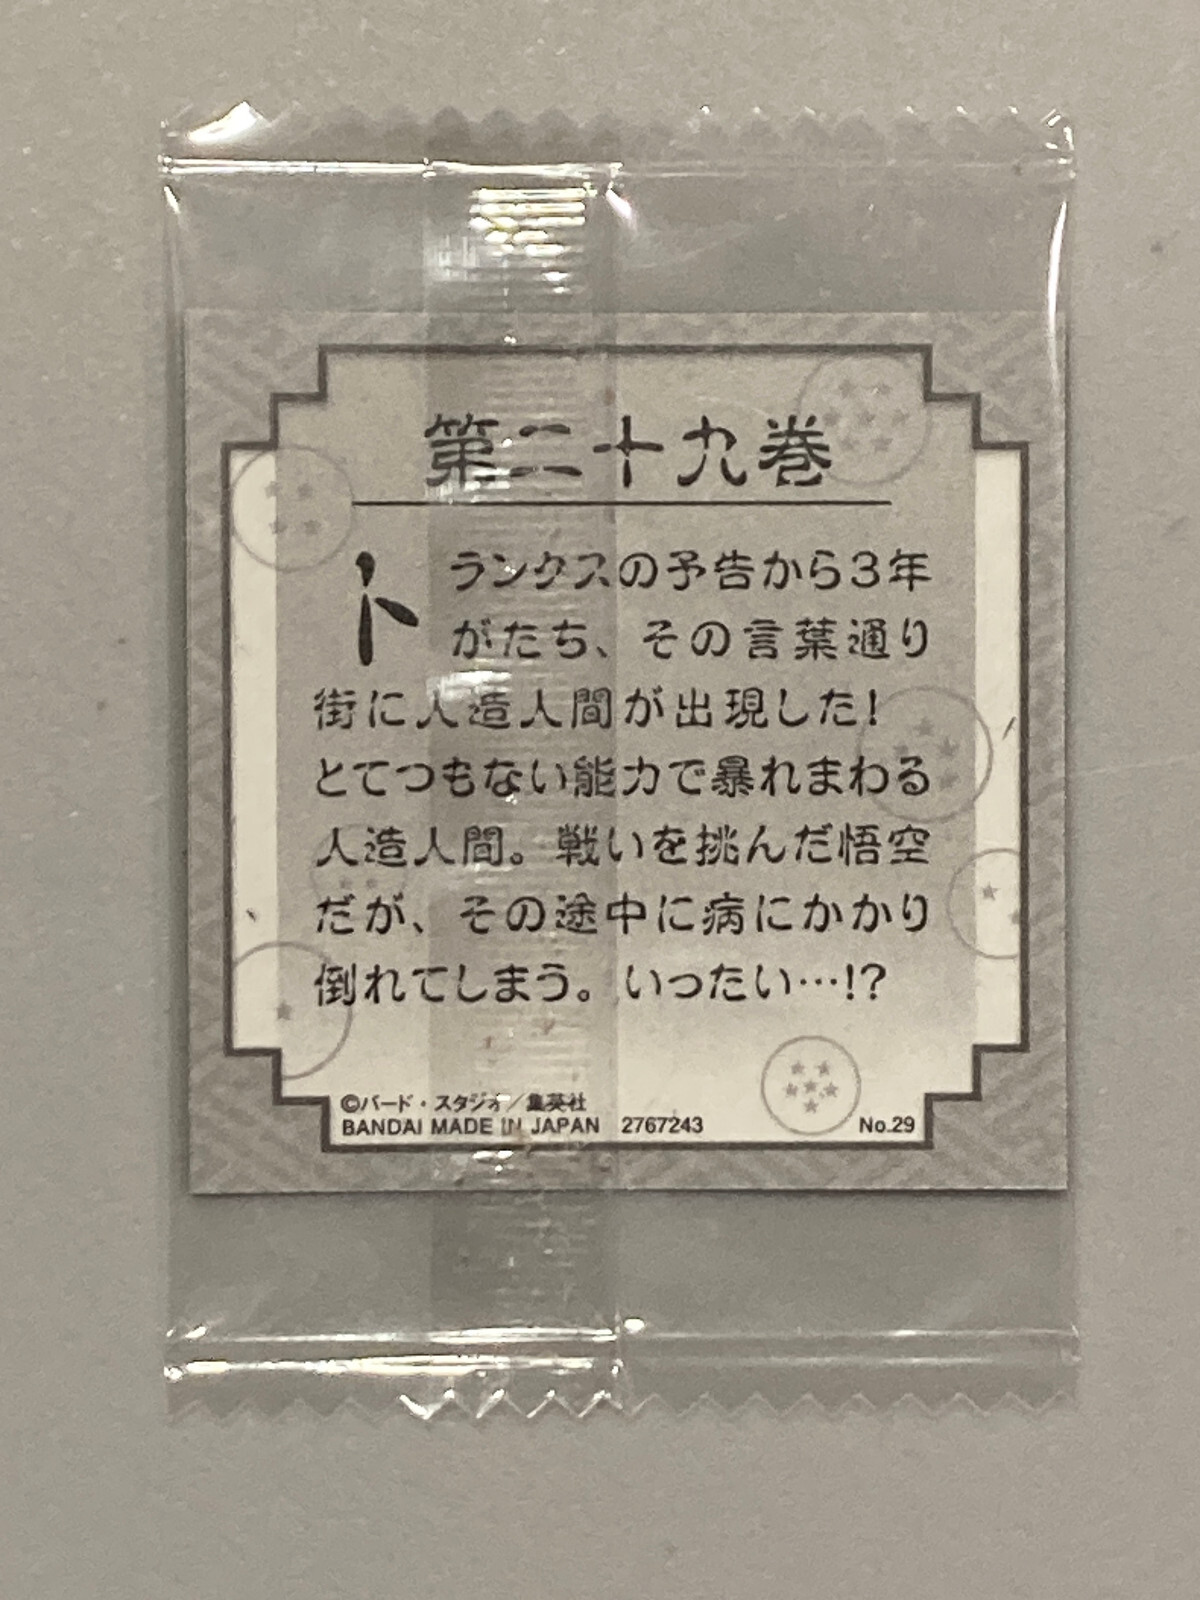 第二十九巻
トランクスの予告から3年
がたち、その言葉通り
街に人造人間が出現した!
とてつもない能力で暴れまわる
人造人間。戦いを挑んだ悟空
だが、その途中に病にかかり
倒れてしまう。いったい…!?
©バード・スタジオ/集英社
BANDAI MADE IN JAPAN 2767243
No.29